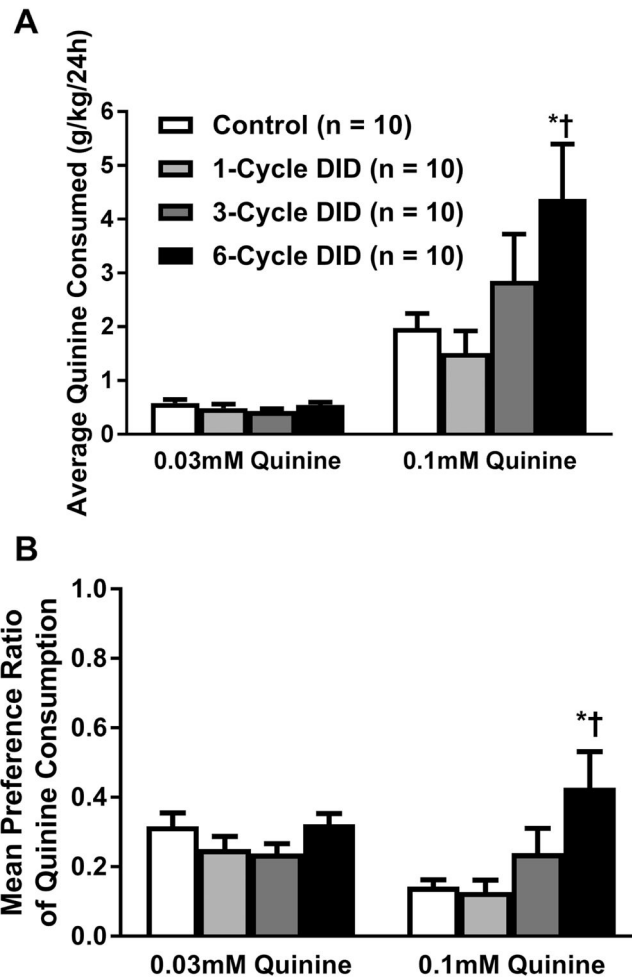 A
Average Quinine Consumed (g/kg/24h)
6
5
4
3
2
1
0
Control (n = 10)
1-Cycle DID (n = 10)
3-Cycle DID (n = 10)
6-Cycle DID (n = 10)
*†
0.03mM Quinine
0.1mM Quinine
B
Mean Preference Ratio
of Quinine Consumption
1.0
0.8
0.6
0.4
0.2
0.0
*†
0.03mM Quinine
0.1mM Quinine